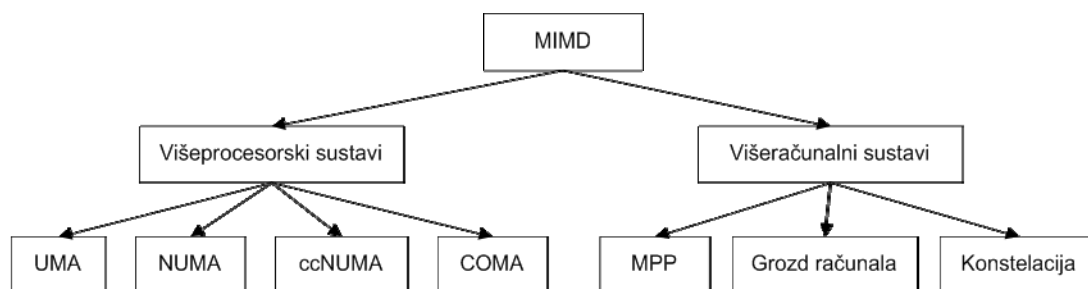 MIMD
Višeprocesorski sustavi
Višeračunalni sustavi
UMA
NUMA
ccNUMA
COMA
MPP
Grozd računala
Konstelacija